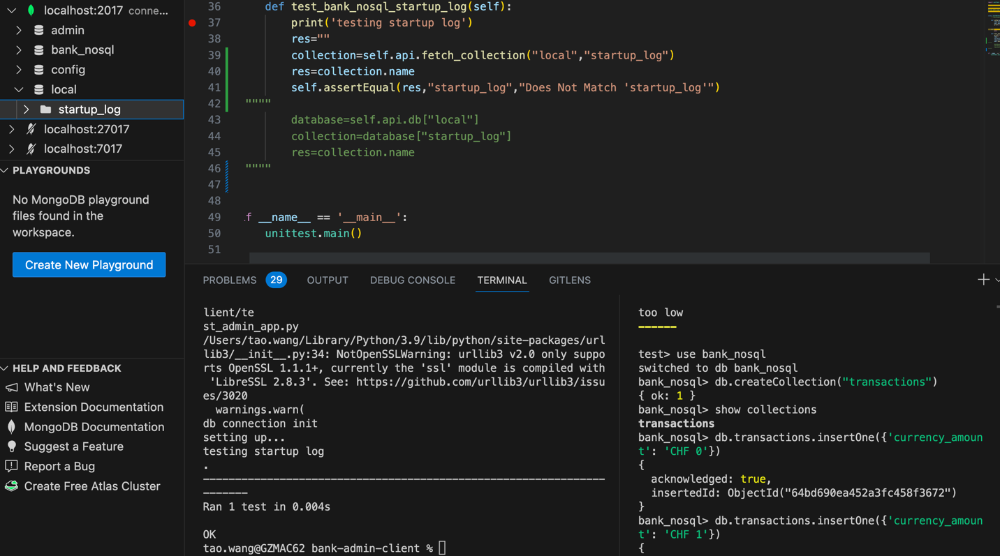 localhost:2017 conne...
admin
bank_nosql
config
local
startup_log
localhost:27017
localhost:7017
PLAYGROUNDS
No MongoDB playground
files found in the
workspace.
Create New Playground
HELP AND FEEDBACK
What's New
Extension Documentation
MongoDB Documentation
Suggest a Feature
Report a Bug
Create Free Atlas Cluster
36 def test_bank_nosql_startup_log(self):
37 print('testing startup log')
38 res=""
39 collection=self.api.fetch_collection("local","startup_log")
40 res=collection.name
41 self.assertEqual(res,"startup_log","Does Not Match 'startup_log'")
42 """"
43 database=self.api.db["local"]
44 collection=database["startup_log"]
45 res=collection.name
46 """"
47
48
49 if __name__ == '__main__':
50 unittest.main()
51
PROBLEMS 29 OUTPUT DEBUG CONSOLE TERMINAL GITLENS
lient/te
st_admin_app.py
/Users/tao.wang/Library/Python/3.9/lib/python/site-packages/url
lib3/__init__.py:34: NotOpenSSLWarning: urllib3 v2.0 only suppo
rts OpenSSL 1.1.1+, currently the 'ssl' module is compiled with
'LibreSSL 2.8.3'. See: https://github.com/urllib3/urllib3/issu
es/3020
warnings.warn(
db connection init
setting up...
testing startup log
.
---------------------------------------------------------------
-------
Ran 1 test in 0.004s
OK
tao.wang@GZMAC62 bank-admin-client %
too low
------
test> use bank_nosql
switched to db bank_nosql
bank_nosql> db.createCollection("transactions")
{ ok: 1 }
bank_nosql> show collections
transactions
bank_nosql> db.transactions.insertOne({'currency_amoun
t': 'CHF 0'})
{
acknowledged: true,
insertedId: ObjectId("64bd690ea452a3fc458f3672")
}
bank_nosql> db.transactions.insertOne({'currency_amoun
t': 'CHF 1'})
{